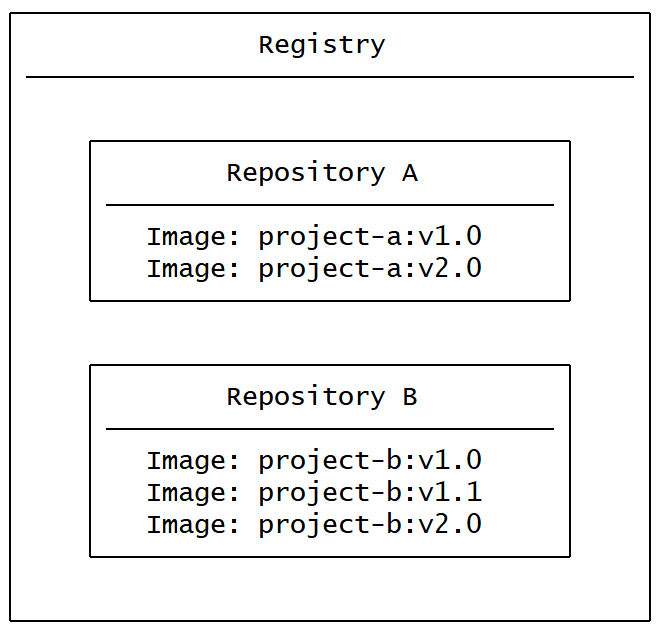 Registry
Repository A
Image: project-a:v1.0
Image: project-a:v2.0
Repository B
Image: project-b:v1.0
Image: project-b:v1.1
Image: project-b:v2.0